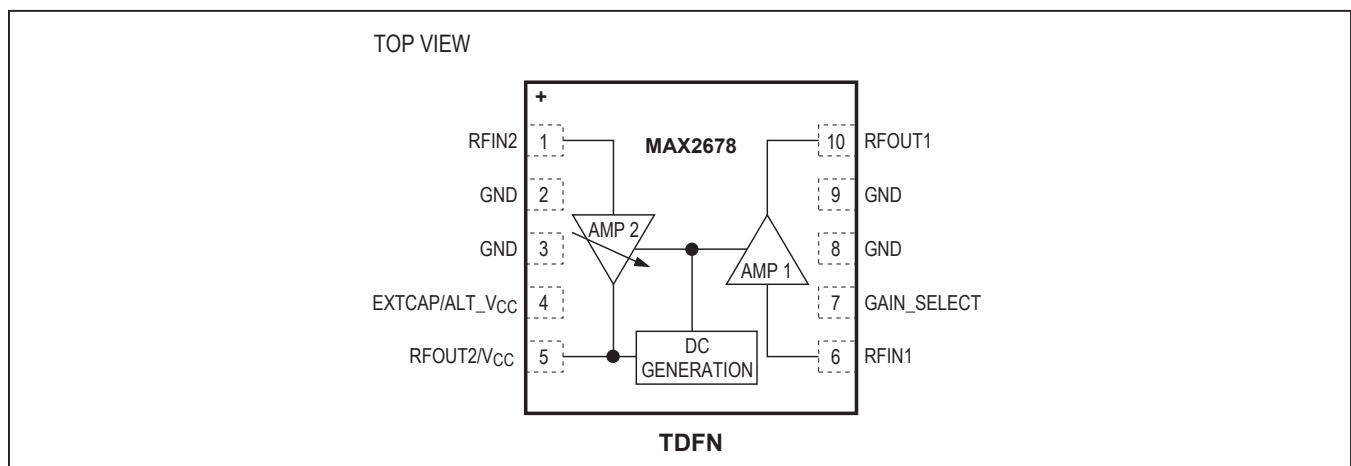 TOP VIEW
+
MAX2678
RFIN2 1
GND 2
GND 3
EXTCAP/ALT_VCC 4
RFOUT2/VCC 5
10 RFOUT1
9 GND
8 GND
7 GAIN_SELECT
6 RFIN1
AMP 2
AMP 1
DC
GENERATION
TDFN